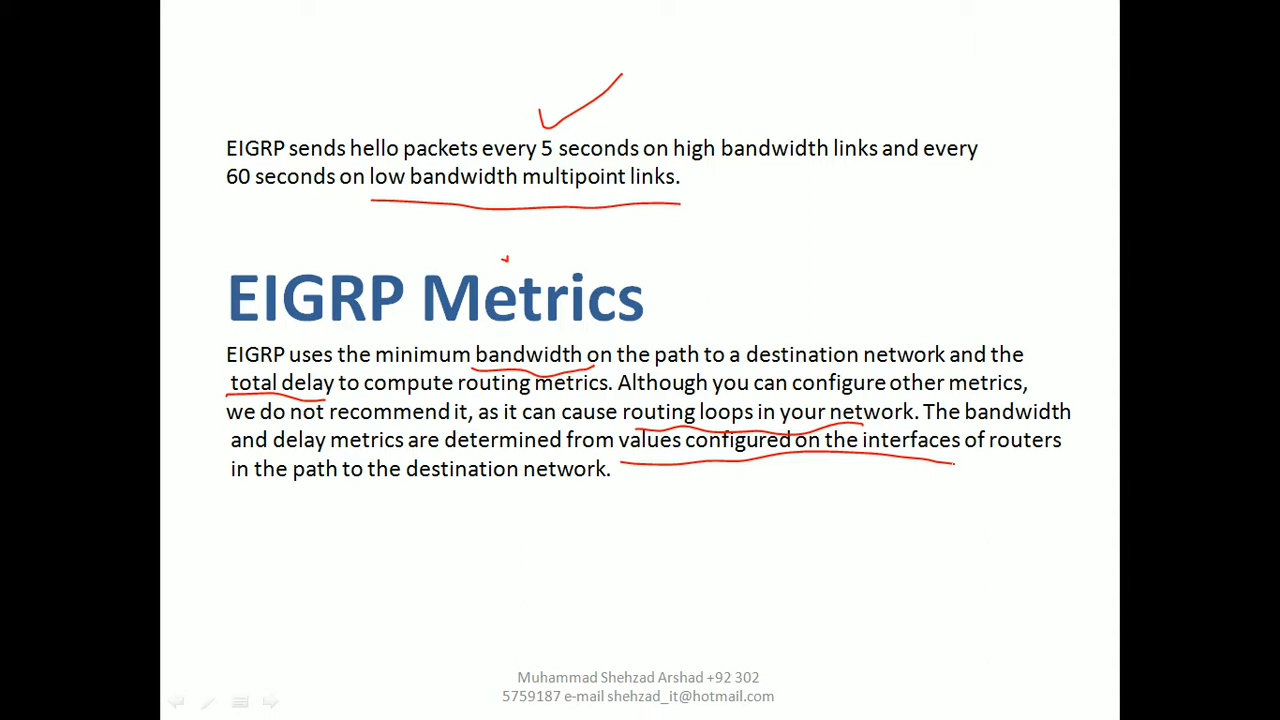 EIGRP sends hello packets every 5 seconds on high bandwidth links and every
60 seconds on low bandwidth multipoint links.
EIGRP Metrics
EIGRP uses the minimum bandwidth on the path to a destination network and the
total delay to compute routing metrics. Although you can configure other metrics,
we do not recommend it, as it can cause routing loops in your network. The bandwidth
and delay metrics are determined from values configured on the interfaces of routers
in the path to the destination network.
Muhammad Shehzad Arshad +92 302
5759187 e-mail shehzad_it@hotmail.com